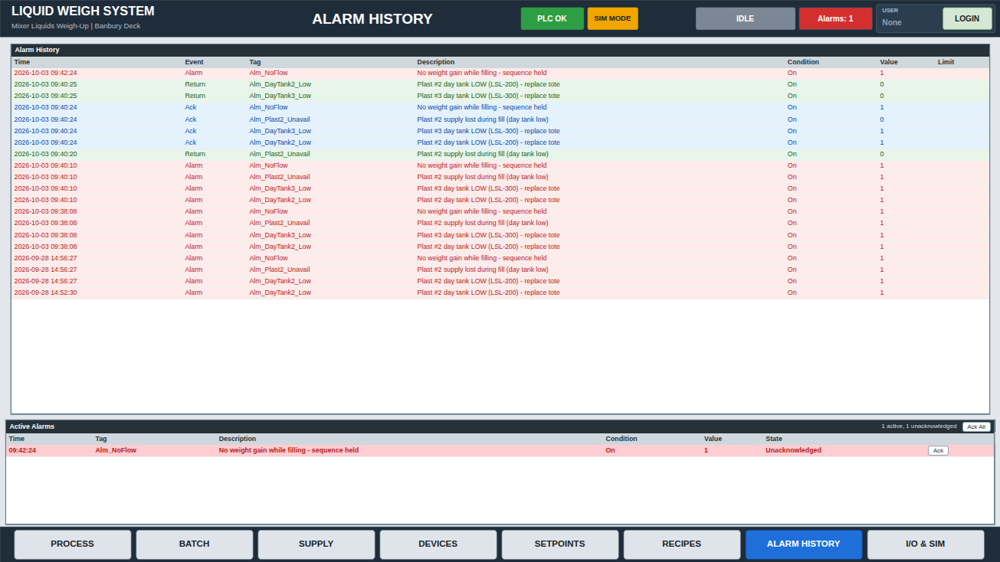 LIQUID WEIGH SYSTEM
Mixer Liquids Weigh-Up | Banbury Deck
ALARM HISTORY
PLC OK
SIM MODE
IDLE
Alarms: 1
USER
None
LOGIN
Alarm History
Time Event Tag Description Condition Value Limit
2026-10-03 09:42:24 Alarm Alm_NoFlow No weight gain while filling - sequence held On 1
2026-10-03 09:40:25 Return Alm_DayTank2_Low Plast #2 day tank LOW (LSL-200) - replace tote On 0
2026-10-03 09:40:25 Return Alm_DayTank3_Low Plast #3 day tank LOW (LSL-300) - replace tote On 0
2026-10-03 09:40:24 Ack Alm_NoFlow No weight gain while filling - sequence held On 1
2026-10-03 09:40:24 Ack Alm_Plast2_Unavail Plast #2 supply lost during fill (day tank low) On 0
2026-10-03 09:40:24 Ack Alm_DayTank3_Low Plast #3 day tank LOW (LSL-300) - replace tote On 1
2026-10-03 09:40:24 Ack Alm_DayTank2_Low Plast #2 day tank LOW (LSL-200) - replace tote On 1
2026-10-03 09:40:20 Return Alm_Plast2_Unavail Plast #2 supply lost during fill (day tank low) On 0
2026-10-03 09:40:10 Alarm Alm_NoFlow No weight gain while filling - sequence held On 1
2026-10-03 09:40:10 Alarm Alm_Plast2_Unavail Plast #2 supply lost during fill (day tank low) On 1
2026-10-03 09:40:10 Alarm Alm_DayTank3_Low Plast #3 day tank LOW (LSL-300) - replace tote On 1
2026-10-03 09:40:10 Alarm Alm_DayTank2_Low Plast #2 day tank LOW (LSL-200) - replace tote On 1
2026-10-03 09:38:08 Alarm Alm_NoFlow No weight gain while filling - sequence held On 1
2026-10-03 09:38:08 Alarm Alm_Plast2_Unavail Plast #2 supply lost during fill (day tank low) On 1
2026-10-03 09:38:08 Alarm Alm_DayTank3_Low Plast #3 day tank LOW (LSL-300) - replace tote On 1
2026-10-03 09:38:08 Alarm Alm_DayTank2_Low Plast #2 day tank LOW (LSL-200) - replace tote On 1
2026-09-28 14:56:27 Alarm Alm_NoFlow No weight gain while filling - sequence held On 1
2026-09-28 14:56:27 Alarm Alm_Plast2_Unavail Plast #2 supply lost during fill (day tank low) On 1
2026-09-28 14:56:27 Alarm Alm_DayTank2_Low Plast #2 day tank LOW (LSL-200) - replace tote On 1
2026-09-28 14:52:30 Alarm Alm_DayTank2_Low Plast #2 day tank LOW (LSL-200) - replace tote On 1
Active Alarms 1 active, 1 unacknowledged Ack All
Time Tag Description Condition Value State
09:42:24 Alm_NoFlow No weight gain while filling - sequence held On 1 Unacknowledged Ack
PROCESS BATCH SUPPLY DEVICES SETPOINTS RECIPES ALARM HISTORY I/O & SIM